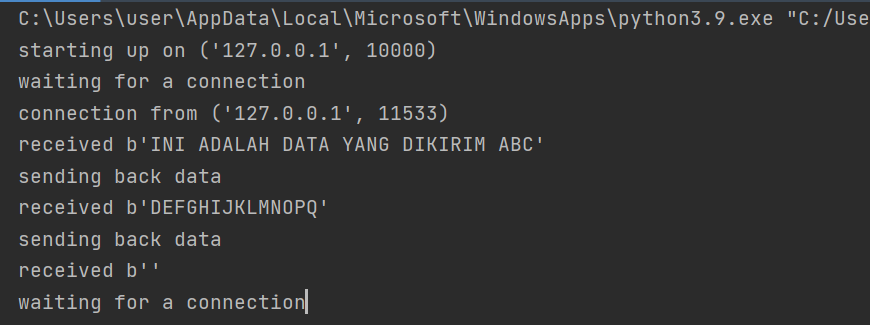 C:\Users\user\AppData\Local\Microsoft\WindowsApps\python3.9.exe "C:/Use
starting up on ('127.0.0.1', 10000)
waiting for a connection
connection from ('127.0.0.1', 11533)
received b'INI ADALAH DATA YANG DIKIRIM ABC'
sending back data
received b'DEFGHIJKLMNOPQ'
sending back data
received b''
waiting for a connection